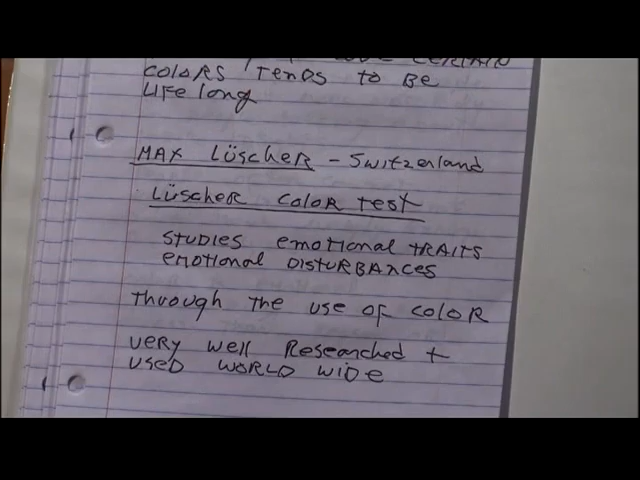 CERTAIN
COLORS TENDS TO BE
LIFE long
MAX LÜSCHER - SWITZERLAND
LÜSCHER COLOR TEST
STUDIES EMOTIONAL TRAITS
EMOTIONAL DISTURBANCES
THROUGH THE USE OF COLOR
VERY WELL RESEARCHED +
USED WORLD WIDE